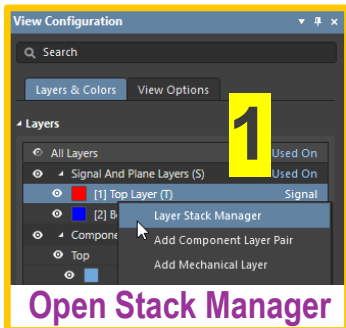 View Configuration
Search
Layers & Colors View Options
Layers
1
All Layers Used On
Signal And Plane Layers (S) Used On
[1] Top Layer (T) Signal
[2]
Layer Stack Manager
Add Component Layer Pair
Top
Add Mechanical Layer
Open Stack Manager